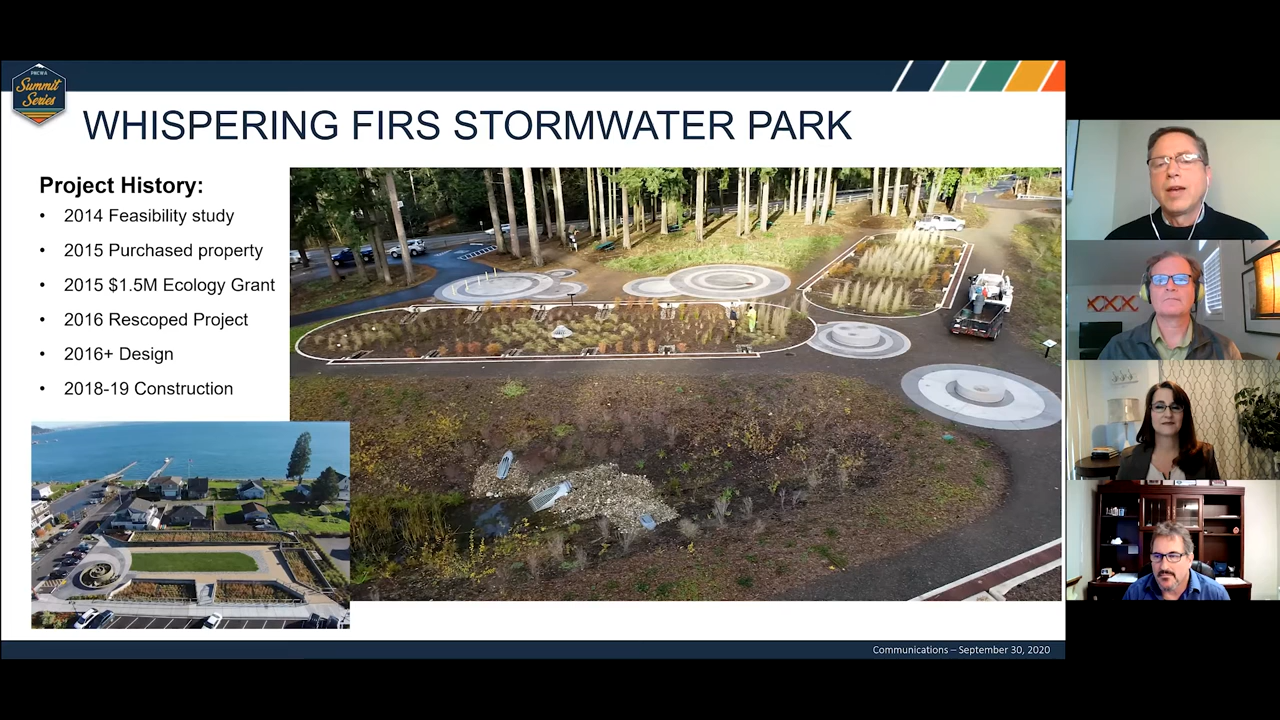 PNCWA
Summit
Series
WHISPERING FIRS STORMWATER PARK
Project History:
• 2014 Feasibility study
• 2015 Purchased property
• 2015 $1.5M Ecology Grant
• 2016 Rescoped Project
• 2016+ Design
• 2018-19 Construction
Communications – September 30, 2020